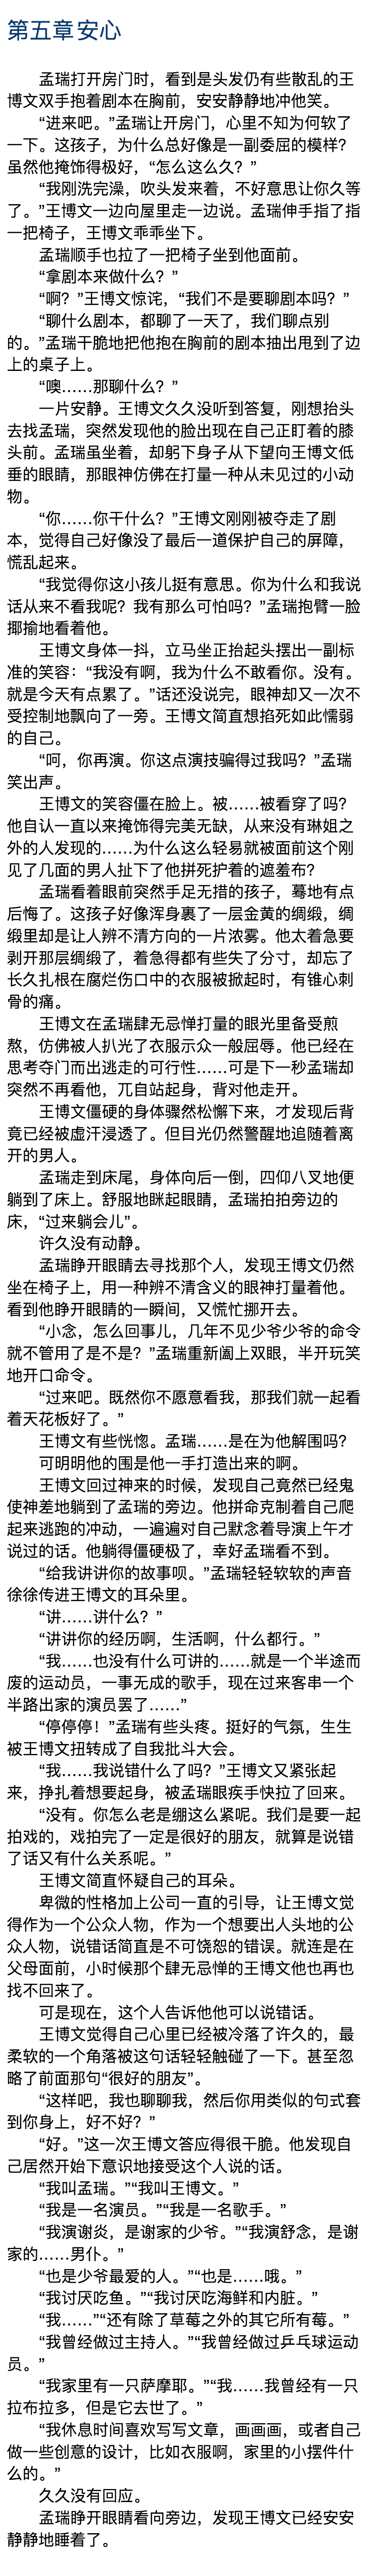 第五章安心
孟瑞打开房门时，看到是头发仍有些散乱的王
博文双手抱着剧本在胸前，安安静静地冲他笑。
“进来吧。”孟瑞让开房门，心里不知为何软了
一下。这孩子，为什么总好像是一副委屈的模样？
虽然他掩饰得极好，“怎么这么久？”
“我刚洗完澡，吹头发来着，不好意思让你久等
了。”王博文一边向屋里走一边说。孟瑞伸手指了指
一把椅子，王博文乖乖坐下。
孟瑞顺手也拉了一把椅子坐到他面前。
“拿剧本来做什么？”
“啊？”王博文惊诧，“我们不是要聊剧本吗？”
“聊什么剧本，都聊了一天了，我们聊点别
的。”孟瑞干脆地把他抱在胸前的剧本抽出甩到了边
上的桌子上。
“噢……那聊什么？”
一片安静。王博文久久没听到答复，刚想抬头
去找孟瑞，突然发现他的脸出现在自己正盯着的膝
头前。孟瑞虽坐着，却躬下身子从下望向王博文低
垂的眼睛，那眼神仿佛在打量一种从未见过的小动
物。
“你……你干什么？”王博文刚刚被夺走了剧
本，觉得自己好像没了最后一道保护自己的屏障，
慌乱起来。
“我觉得你这小孩儿挺有意思。你为什么和我说
话从来不看我呢？我有那么可怕吗？”孟瑞抱臂一脸
揶揄地看着他。
王博文身体一抖，立马坐正抬起头摆出一副标
准的笑容：“我没有啊，我为什么不敢看你。没有。
就是今天有点累了。”话还没说完，眼神却又一次不
受控制地飘向了一旁。王博文简直想掐死如此懦弱
的自己。
“呵，你再演。你这点演技骗得过我吗？”孟瑞
笑出声。
王博文的笑容僵在脸上。被……被看穿了吗？
他自认一直以来掩饰得完美无缺，从来没有琳姐之
外的人发现的……为什么这么轻易就被面前这个刚
见了几面的男人扯下了他拼死护着的遮羞布？
孟瑞看着眼前突然手足无措的孩子，蓦地有点
后悔了。这孩子好像浑身裹了一层金黄的绸缎，绸
缎里却是让人辨不清方向的一片浓雾。他太着急要
剥开那层绸缎了，着急得都有些失了分寸，却忘了
长久扎根在腐烂伤口中的衣服被掀起时，有锥心刺
骨的痛。
王博文在孟瑞肆无忌惮打量的眼光里备受煎
熬，仿佛被人扒光了衣服示众一般屈辱。他已经在
思考夺门而出逃走的可行性……可是下一秒孟瑞却
突然不再看他，兀自站起身，背对他走开。
王博文僵硬的身体骤然松懈下来，才发现后背
竟已经被虚汗浸透了。但目光仍然警醒地追随着离
开的男人。
孟瑞走到床尾，身体向后一倒，四仰八叉地便
躺到了床上。舒服地眯起眼睛，孟瑞拍拍旁边的
床，“过来躺会儿”。
许久没有动静。
孟瑞睁开眼睛去寻找那个人，发现王博文仍然
坐在椅子上，用一种辨不清含义的眼神打量着他。
看到他睁开眼睛的一瞬间，又慌忙挪开去。
“小念，怎么回事儿，几年不见少爷少爷的命令
就不管用了是不是？”孟瑞重新阖上双眼，半开玩笑
地开口命令。
“过来吧。既然你不愿意看我，那我们就一起看
着天花板好了。”
王博文有些恍惚。孟瑞……是在为他解围吗？
可明明他的围是他一手打造出来的啊。
王博文回过神来的时候，发现自己竟然已经鬼
使神差地躺到了孟瑞的旁边。他拼命克制着自己爬
起来逃跑的冲动，一遍遍对自己默念着导演上午才
说过的话。他躺得僵硬极了，幸好孟瑞看不到。
“给我讲讲你的故事呗。”孟瑞轻轻软软的声音
徐徐传进王博文的耳朵里。
“讲……讲什么？”
“讲讲你的经历啊，生活啊，什么都行。”
“我……也没有什么可讲的……就是一个半途而
废的运动员，一事无成的歌手，现在过来客串一个
半路出家的演员罢了……”
“停停停！”孟瑞有些头疼。挺好的气氛，生生
被王博文扭转成了自我批斗大会。
“我……我说错什么了吗？”王博文又紧张起
来，挣扎着想要起身，被孟瑞眼疾手快拉了回来。
“没有。你怎么老是绷这么紧呢。我们是要一起
拍戏的，戏拍完了一定是很好的朋友，就算是说错
了话又有什么关系呢。”
王博文简直怀疑自己的耳朵。
卑微的性格加上公司一直的引导，让王博文觉
得作为一个公众人物，作为一个想要出人头地的公
众人物，说错话简直是不可饶恕的错误。就连是在
父母面前，小时候那个肆无忌惮的王博文他也再也
找不回来了。
可是现在，这个人告诉他他可以说错话。
王博文觉得自己心里已经被冷落了许久的，最
柔软的一个角落被这句话轻轻触碰了一下。甚至忽
略了前面那句“很好的朋友”。
“这样吧，我也聊聊我，然后你用类似的句式套
到你身上，好不好？”
“好。”这一次王博文答应得很干脆。他发现自
己居然开始下意识地接受这个人说的话。
“我叫孟瑞。”“我叫王博文。”
“我是一名演员。”“我是一名歌手。”
“我演谢炎，是谢家的少爷。”“我演舒念，是谢
家的……男仆。”
“也是少爷最爱的人。”“也是……哦。”
“我讨厌吃鱼。”“我讨厌吃海鲜和内脏。”
“我……”“还有除了草莓之外的其它所有莓。”
“我曾经做过主持人。”“我曾经做过乒乓球运动
员。”
“我家里有一只萨摩耶。”“我……我曾经有一只
拉布拉多，但是它去世了。”
“我休息时间喜欢写写文章，画画画，或者自己
做一些创意的设计，比如衣服啊，家里的小摆件什
么的。”
久久没有回应。
孟瑞睁开眼睛看向旁边，发现王博文已经安安
静静地睡着了。